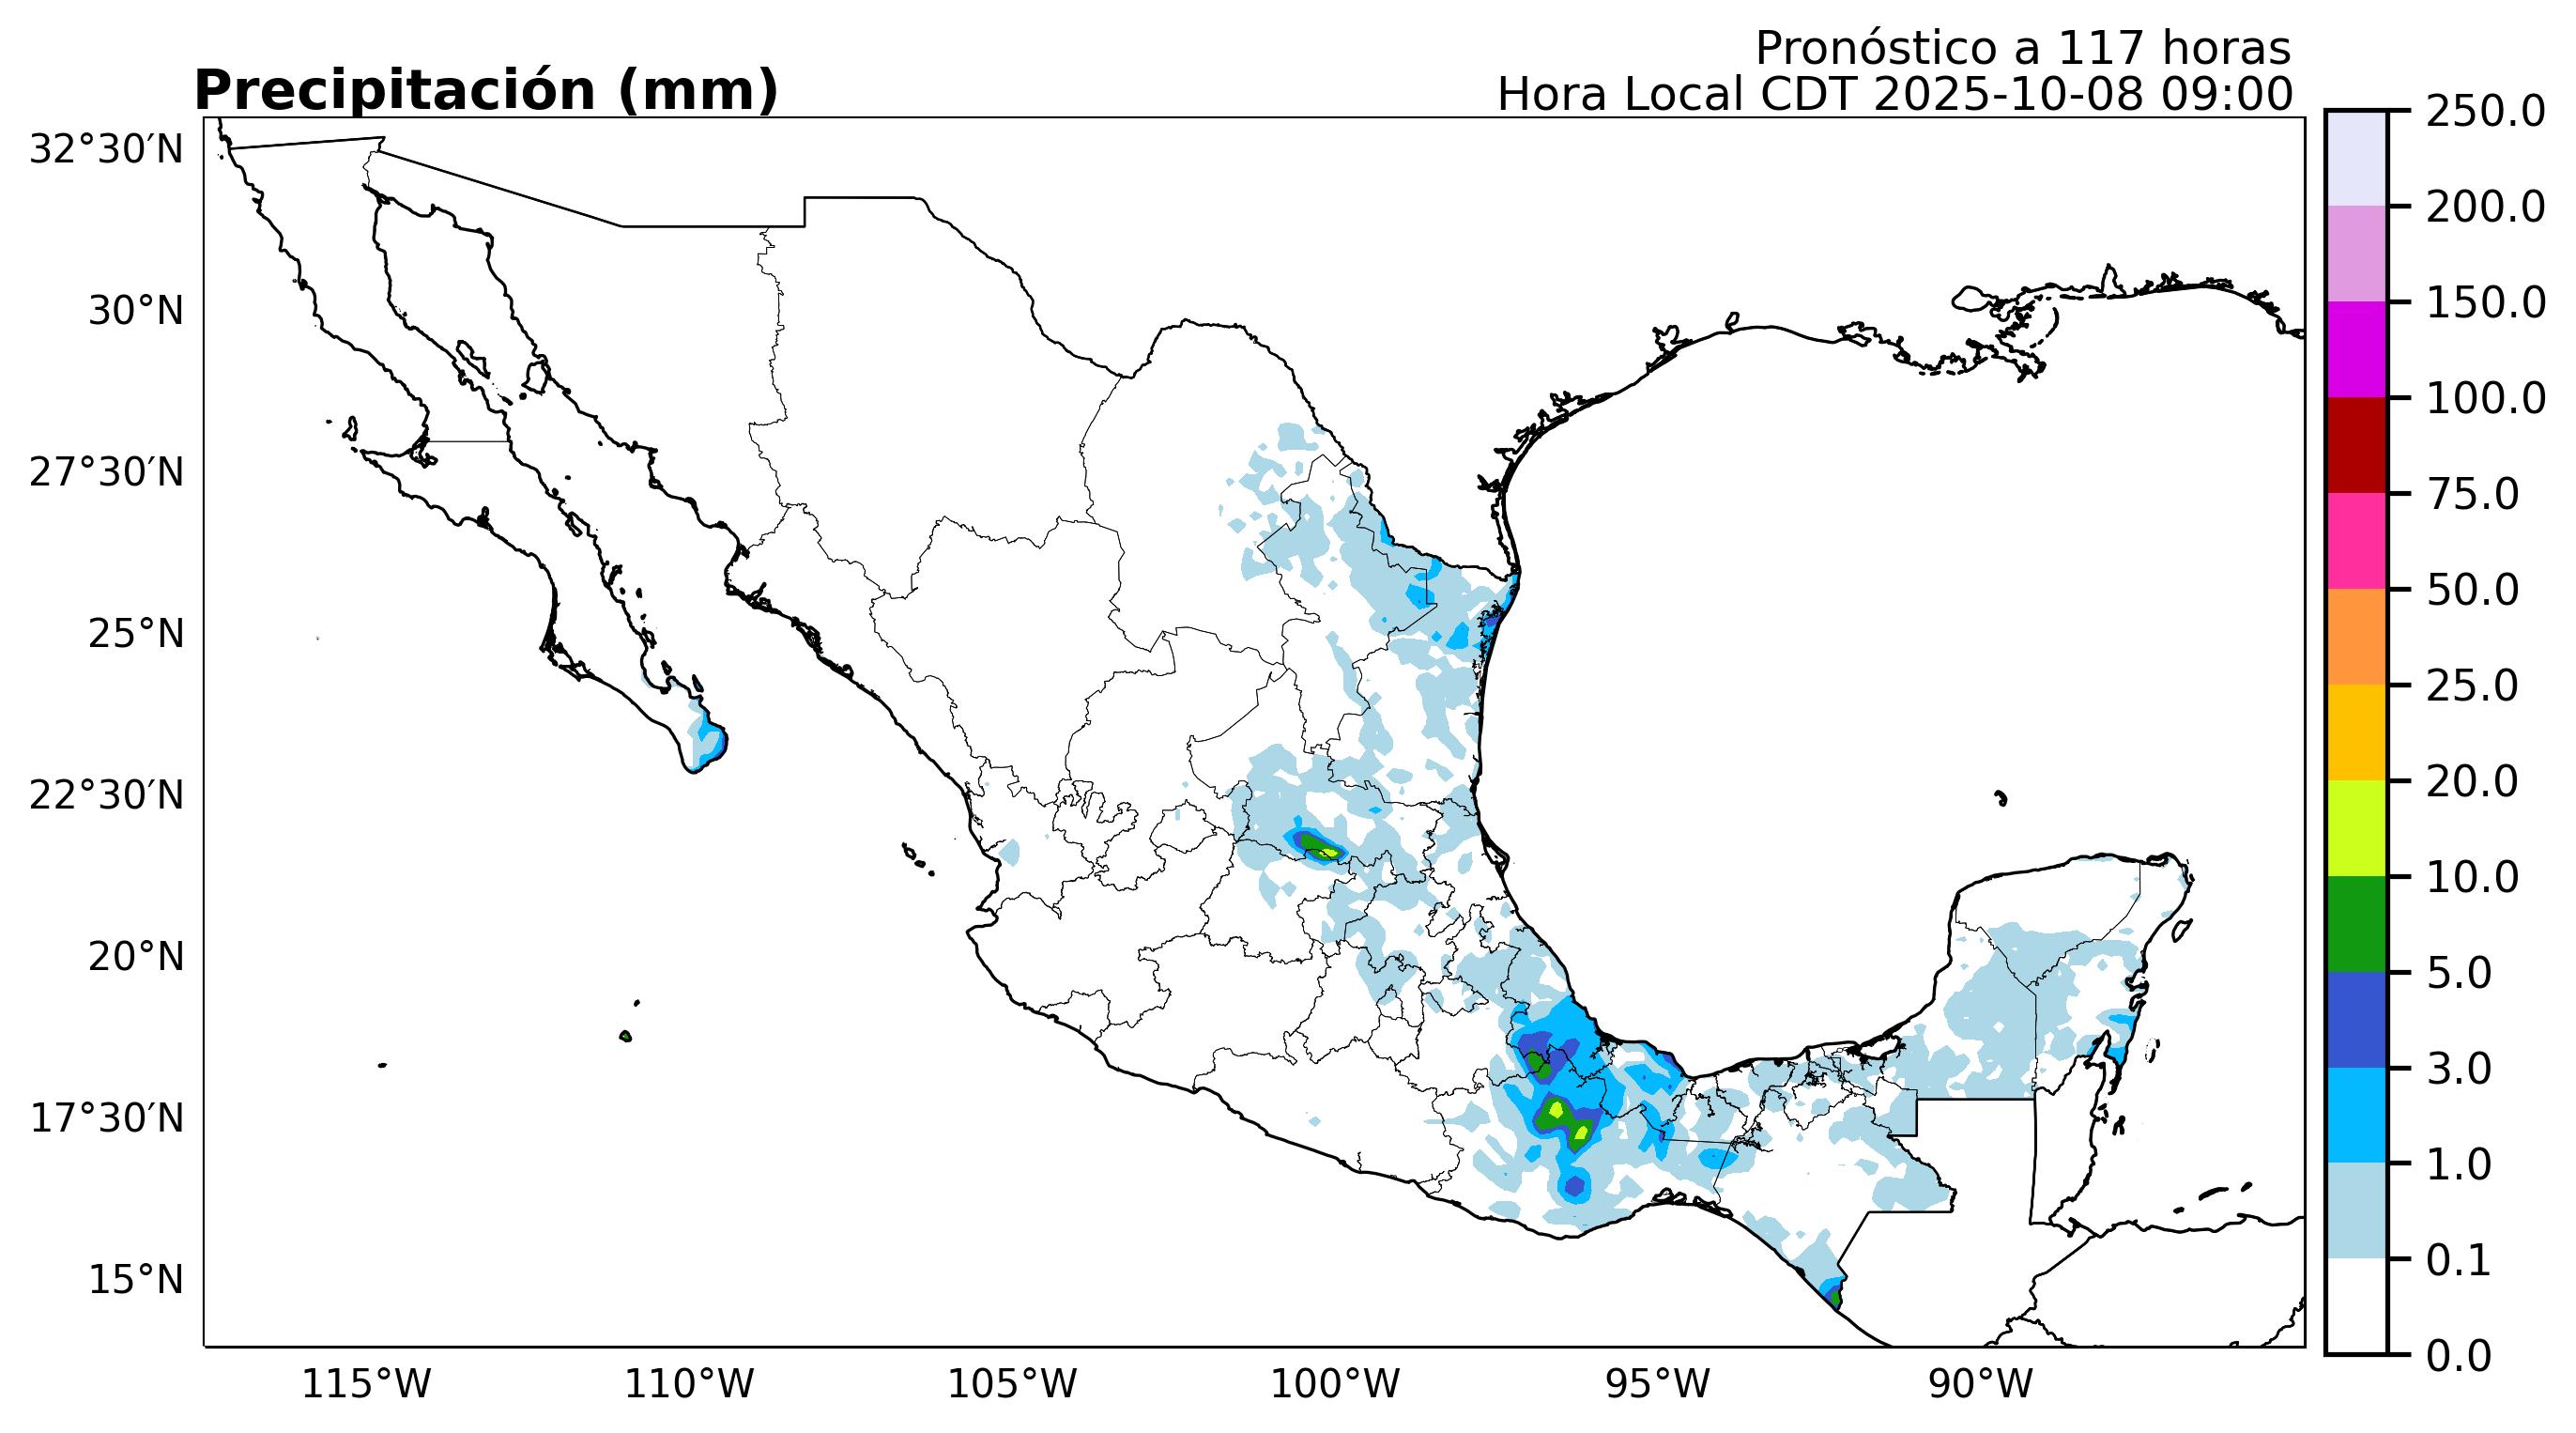 Pronóstico a 117 horas
Precipitación (mm)
Hora Local CDT 2025-10-08 09:00
32°30′N
30°N
27°30′N
25°N
22°30′N
20°N
17°30′N
15°N
115°W
110°W
105°W
100°W
95°W
90°W
250.0
200.0
150.0
100.0
75.0
50.0
25.0
20.0
10.0
5.0
3.0
1.0
0.1
0.0